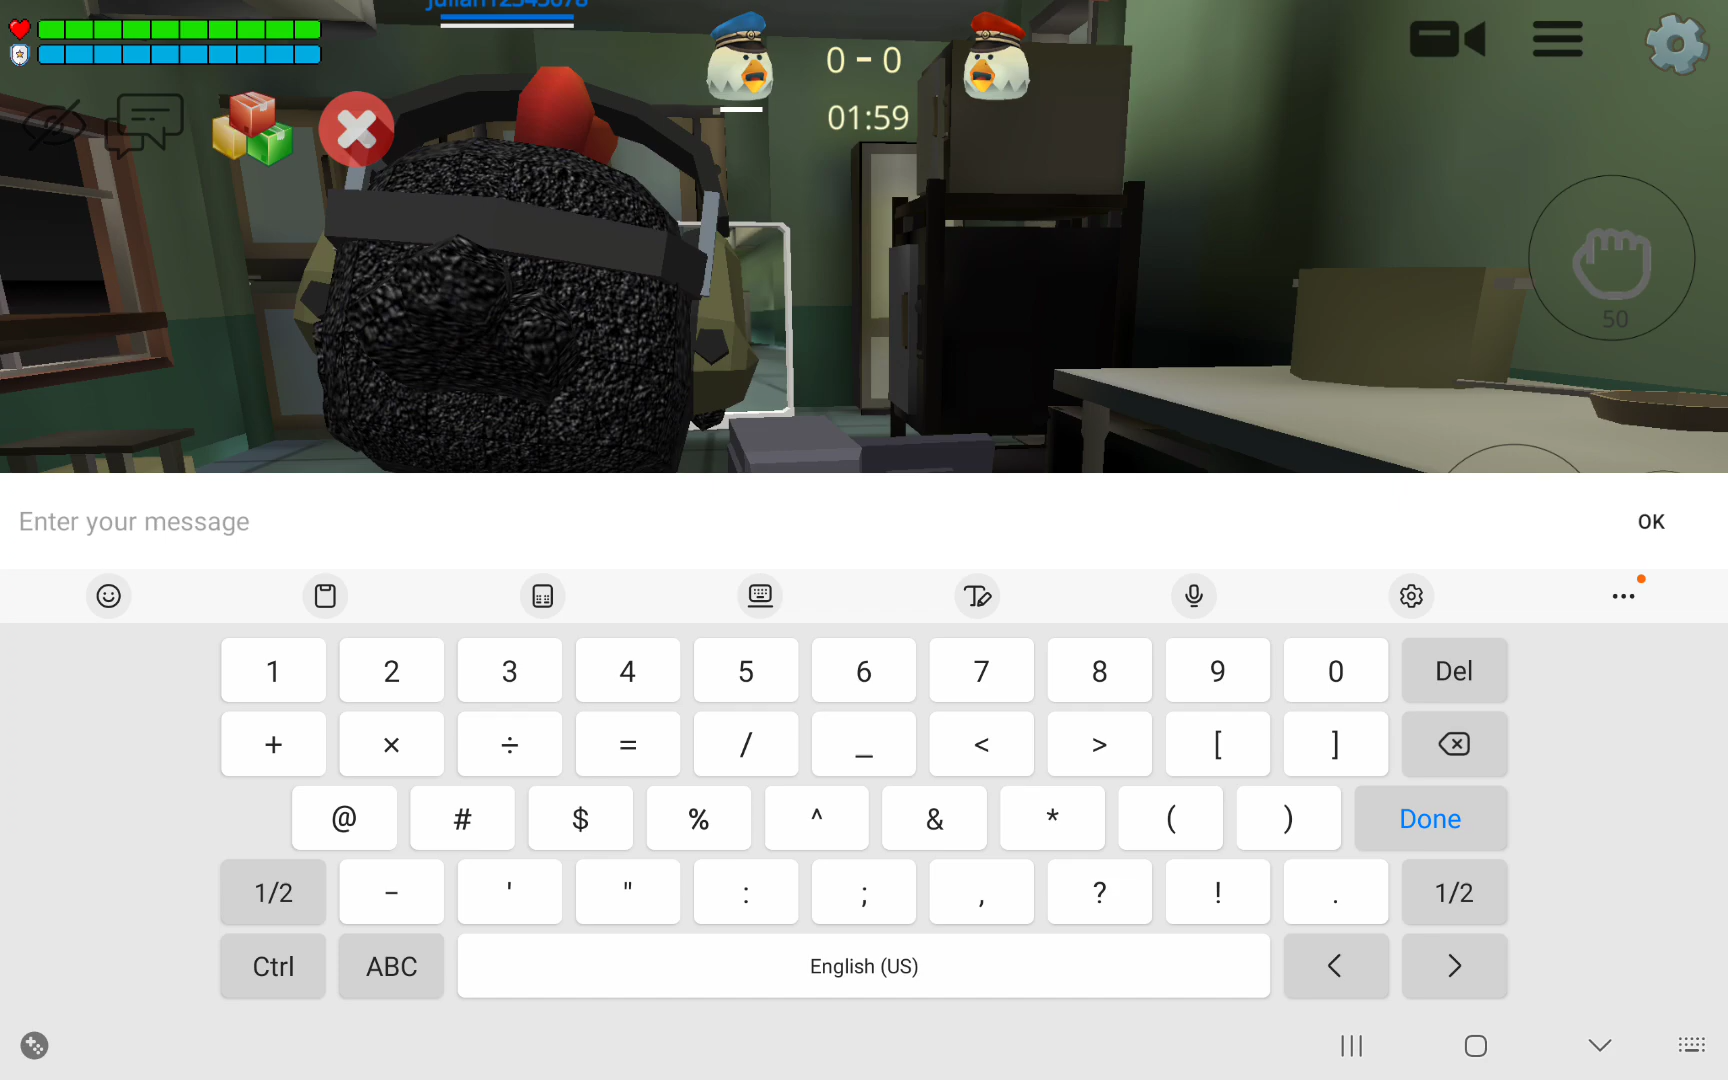 julian12345678
0 - 0
01:59
50
Enter your message
OK
1 2 3 4 5 6 7 8 9 0 Del
+ × ÷ = / _ < > [ ]
@ # $ % ^ & * ( ) Done
1/2 - ' " : ; , ? ! . 1/2
Ctrl ABC English (US) < >